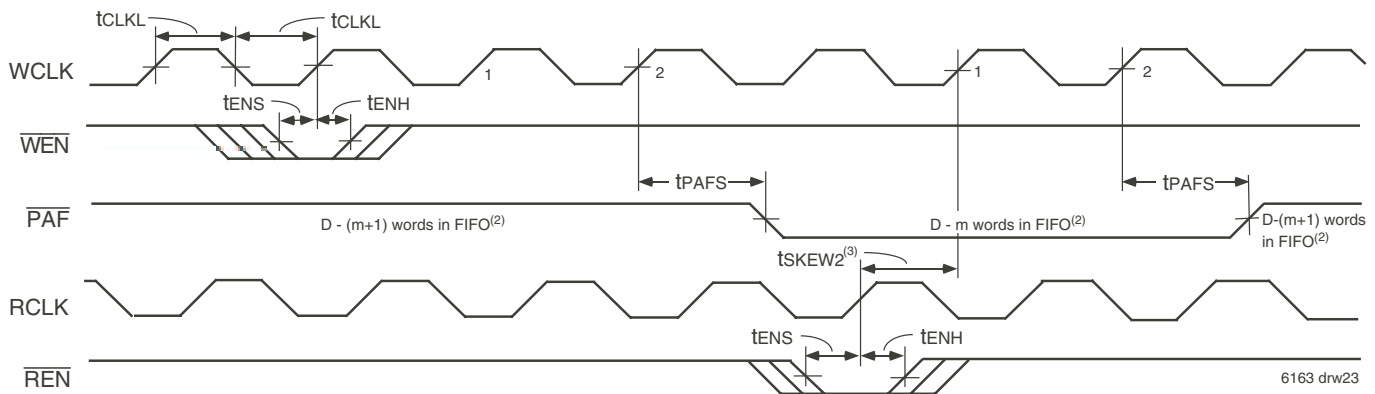 tCLKL tCLKL
WCLK 1 2 1 2
tENS tENH
WEN
tPAFS tPAFS
PAF
D - (m+1) words in FIFO(2) D - m words in FIFO(2) D-(m+1) words
in FIFO(2)
tSKEW2(3)
RCLK
tENS tENH
REN
6163 drw23